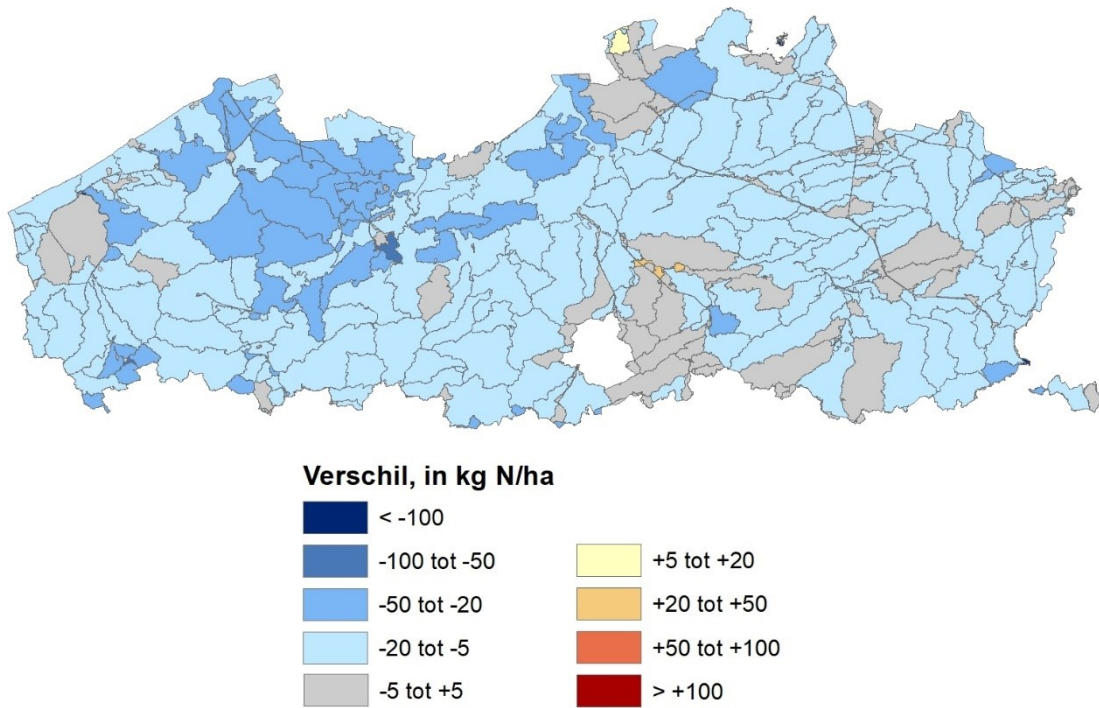 Verschil, in kg N/ha
< -100
-100 tot -50
-50 tot -20
-20 tot -5
-5 tot +5
+5 tot +20
+20 tot +50
+50 tot +100
> +100